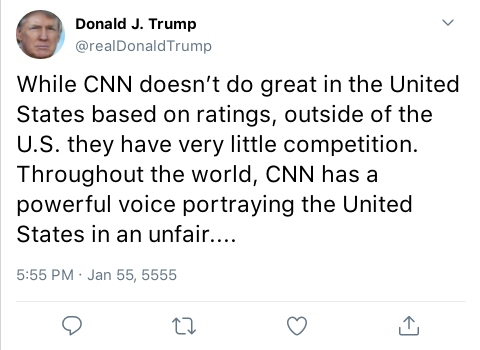 Donald J. Trump
@realDonaldTrump
While CNN doesn’t do great in the United
States based on ratings, outside of the
U.S. they have very little competition.
Throughout the world, CNN has a
powerful voice portraying the United
States in an unfair....
5:55 PM · Jan 55, 5555